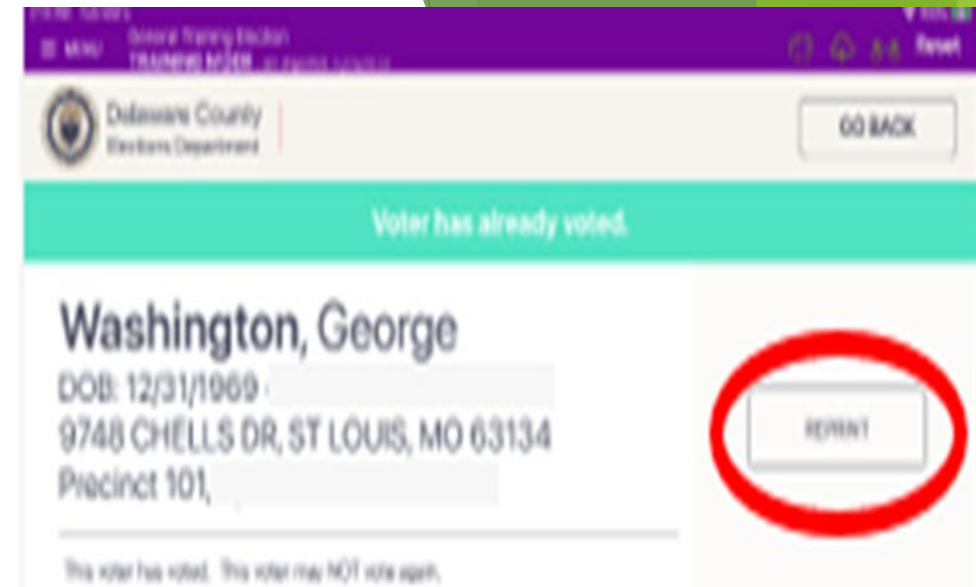 MENU
General Training Election
TRAINING MODE
Reset
Delaware County
Elections Department
GO BACK
Voter has already voted.
Washington, George
DOB: 12/31/1969
9748 CHELLS DR, ST LOUIS, MO 63134
Precinct 101,
REPRINT
This voter has voted. This voter may NOT vote again.